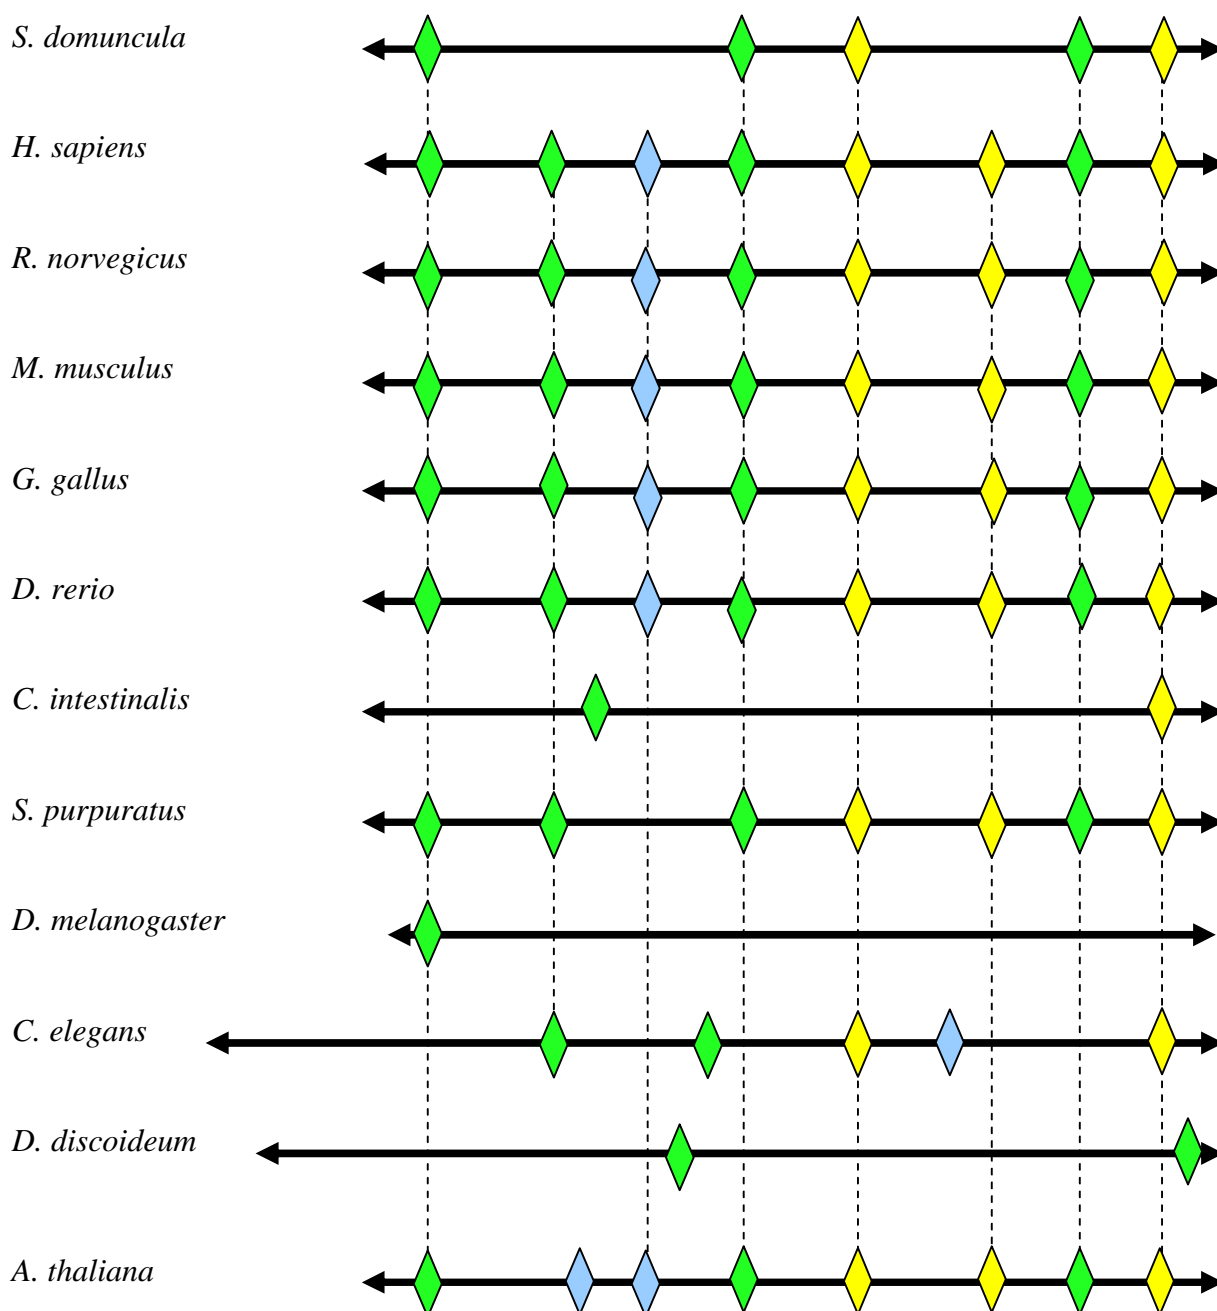 S. domuncula
H. sapiens
R. norvegicus
M. musculus
G. gallus
D. rerio
C. intestinalis
S. purpuratus
D. melanogaster
C. elegans
D. discoideum
A. thaliana